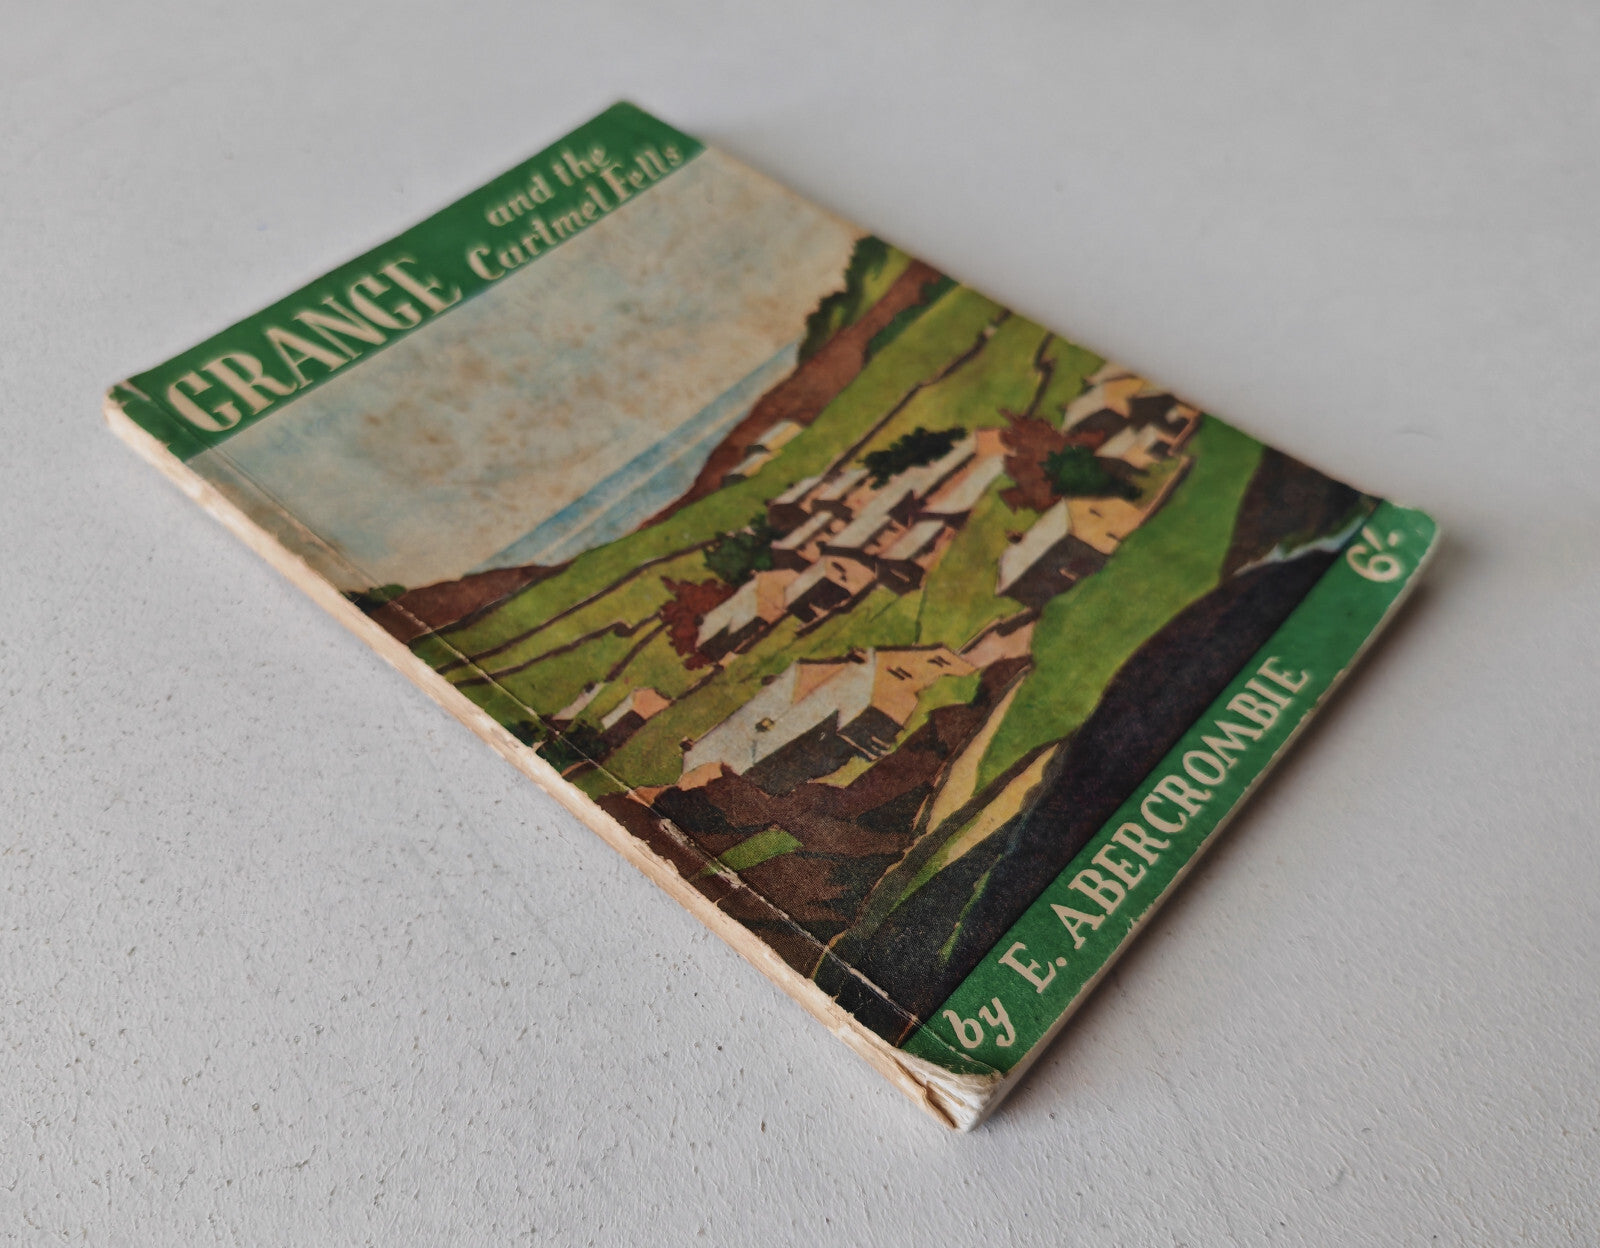 GRANGE
and the
Cartmel Fells
6/-
by E. ABERCROMBIE